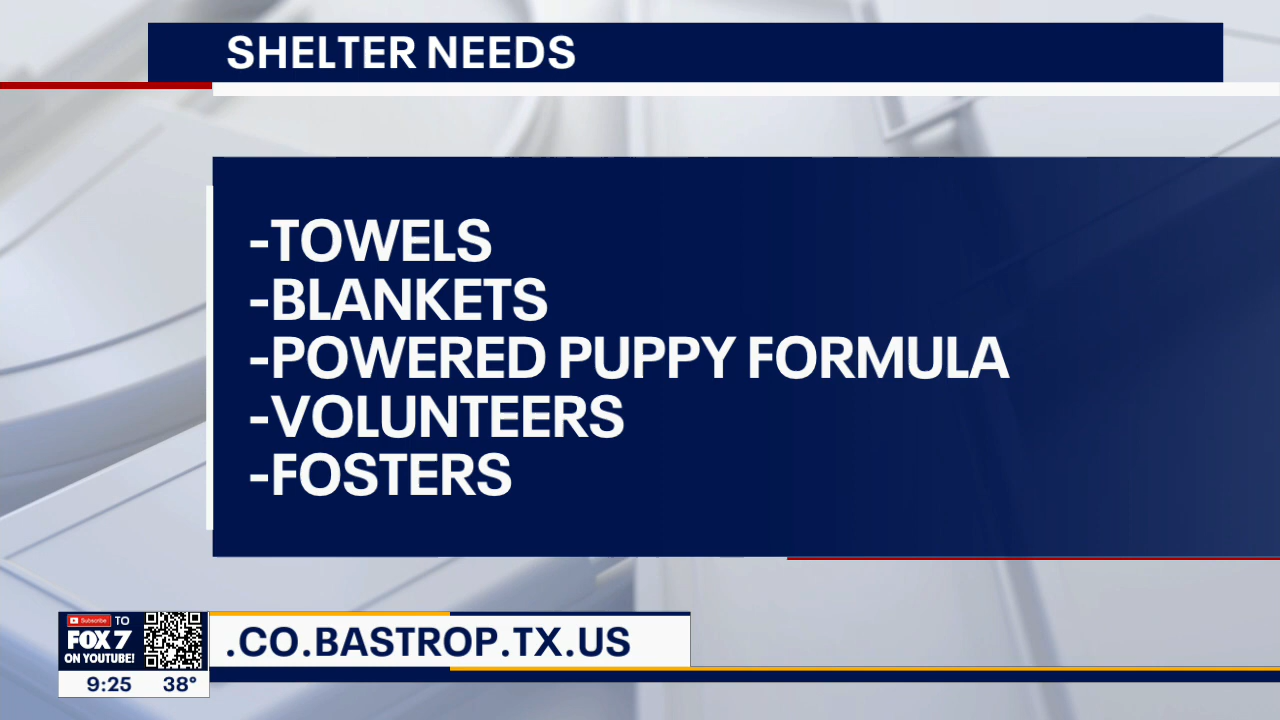 SHELTER NEEDS
-TOWELS
-BLANKETS
-POWERED PUPPY FORMULA
-VOLUNTEERS
-FOSTERS
Subscribe TO
FOX 7
ON YOUTUBE!
.CO.BASTROP.TX.US
9:25 38°